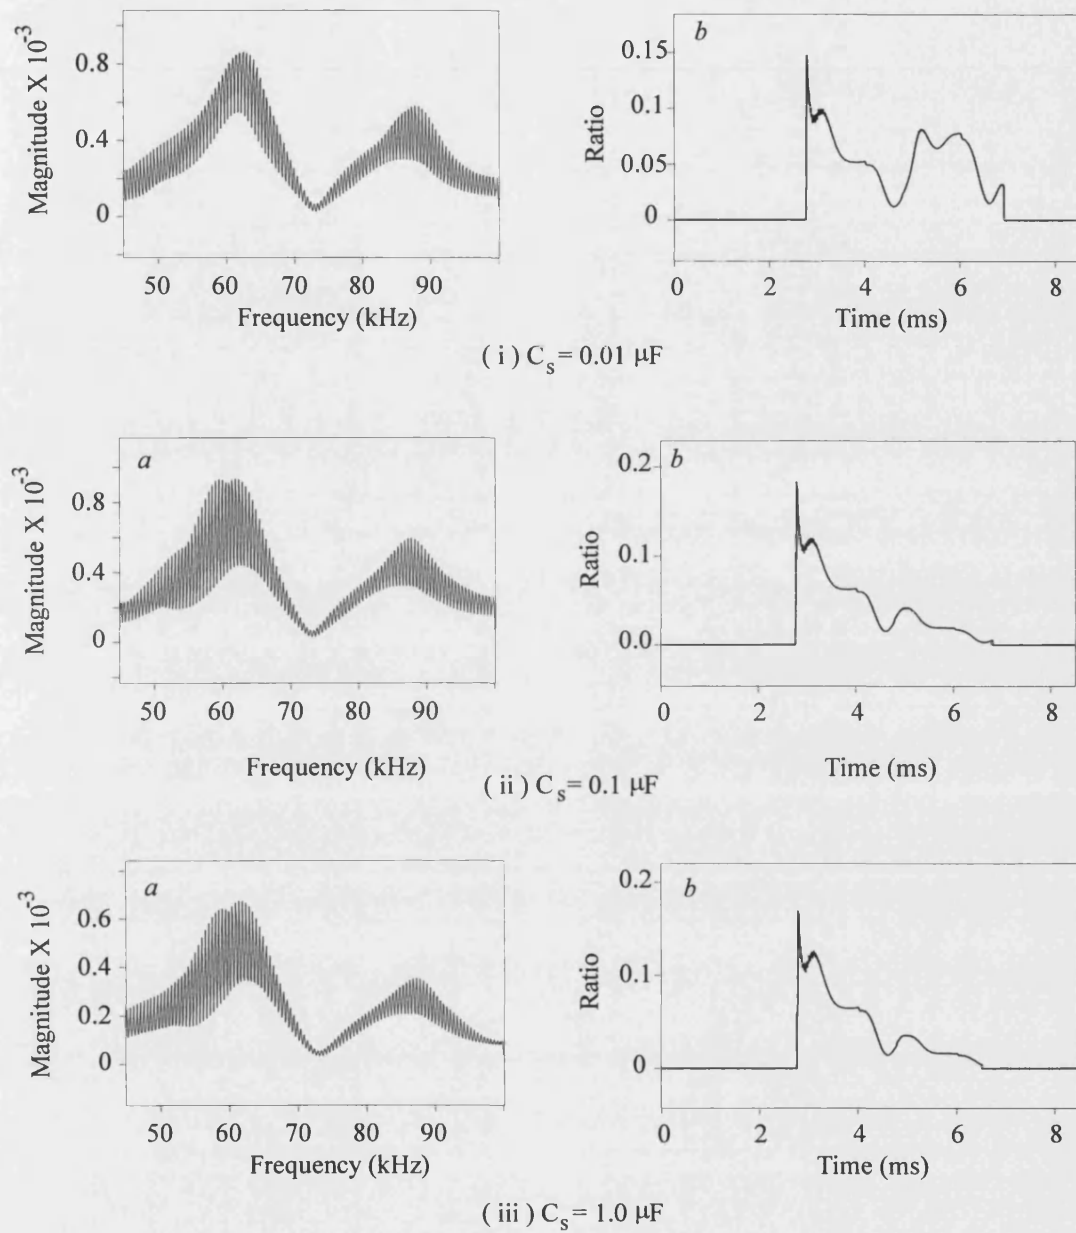 Magnitude X 10-3
0.8
0.4
0
50 60 70 80 90
Frequency (kHz)
b
Ratio
0.15
0.1
0.05
0
0 2 4 6 8
Time (ms)
( i ) Cs= 0.01 μF
a
Magnitude X 10-3
0.8
0.4
0
50 60 70 80 90
Frequency (kHz)
b
Ratio
0.2
0.1
0.0
0 2 4 6 8
Time (ms)
( ii ) Cs= 0.1 μF
a
Magnitude X 10-3
0.6
0.4
0.2
0
50 60 70 80 90
Frequency (kHz)
b
Ratio
0.2
0.1
0
0 2 4 6 8
Time (ms)
( iii ) Cs= 1.0 μF